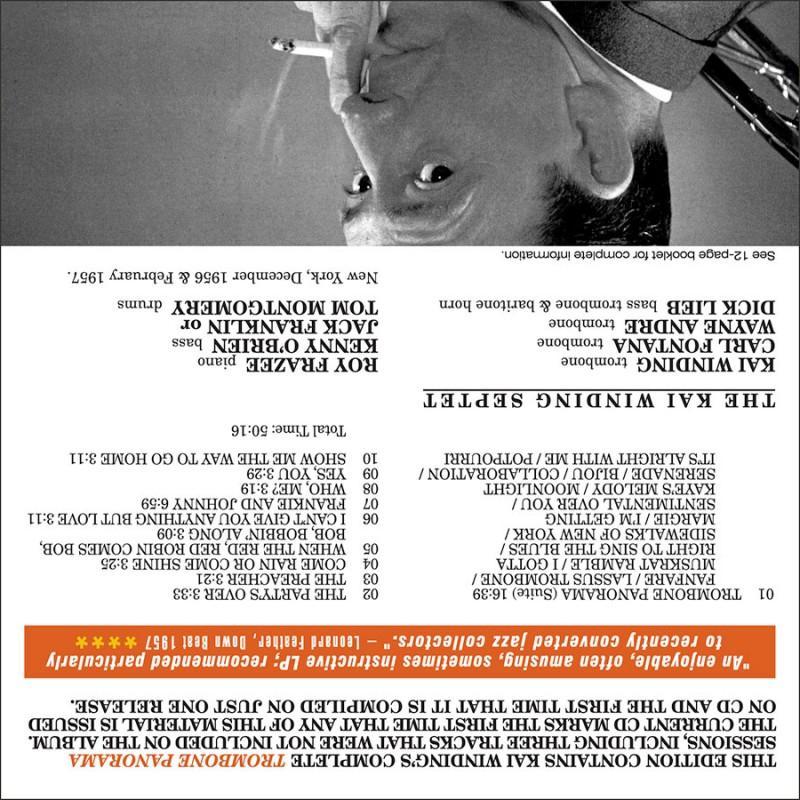 THIS EDITION CONTAINS KAI WINDING'S COMPLETE TROMBONE PANORAMA
SESSIONS, INCLUDING THREE TRACKS THAT WERE NOT INCLUDED ON THE ALBUM.
THE CURRENT CD MARKS THE FIRST TIME THAT ANY OF THIS MATERIAL IS ISSUED
ON CD AND THE FIRST TIME THAT IT IS COMPILED ON JUST ONE RELEASE.
"An enjoyable, often amusing, sometimes instructive LP; recommended particularly
to recently converted jazz collectors." – Leonard Feather, Down Beat 1957 ★★★★
01 TROMBONE PANORAMA (Suite) 16:39
FANFARE / LASSUS TROMBONE /
MUSKRAT RAMBLE / I GOTTA
RIGHT TO SING THE BLUES /
SIDEWALKS OF NEW YORK /
MARGIE / I'M GETTING
SENTIMENTAL OVER YOU /
KAYE'S MELODY / MOONLIGHT
SERENADE / BIJOU / COLLABORATION /
IT'S ALRIGHT WITH ME / POTPOURRI
02 THE PARTY'S OVER 3:33
03 THE PREACHER 3:21
04 COME RAIN OR COME SHINE 3:25
05 WHEN THE RED, RED ROBIN COMES BOB,
BOB, BOBBIN' ALONG 3:09
06 I CAN'T GIVE YOU ANYTHING BUT LOVE 3:11
07 FRANKIE AND JOHNNY 6:59
08 WHO, ME? 3:19
09 YES, YOU 3:29
10 SHOW ME THE WAY TO GO HOME 3:11
Total Time: 50:16
THE KAI WINDING SEPTET
KAI WINDING trombone
CARL FONTANA trombone
WAYNE ANDRE trombone
DICK LIEB bass trombone & baritone horn
ROY FRAZEE piano
KENNY O'BRIEN bass
JACK FRANKLIN or
TOM MONTGOMERY drums
New York, December 1956 & February 1957.
See 12-page booklet for complete information.